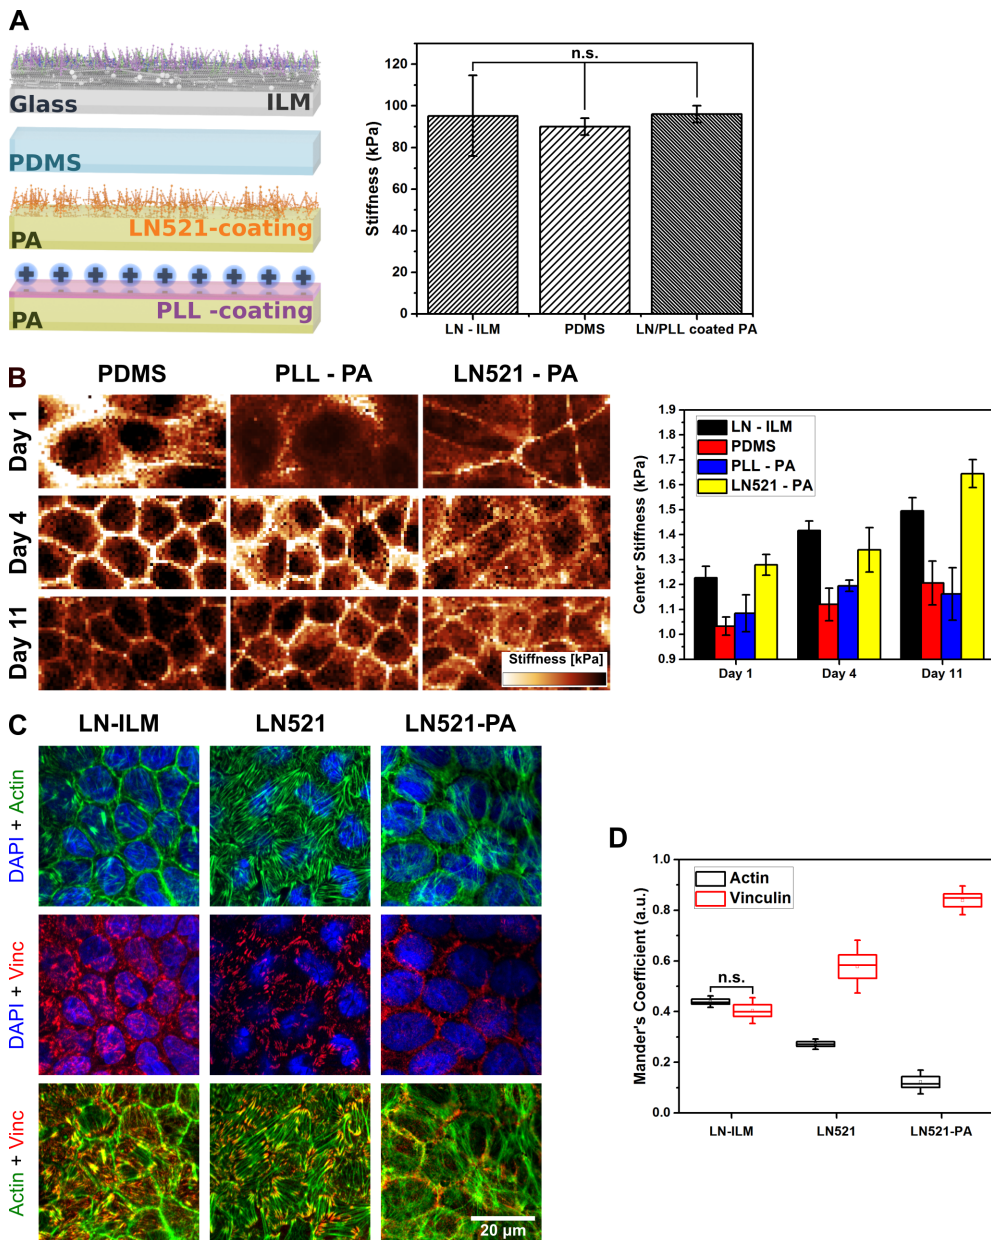 A
Glass
ILM
PDMS
LN521-coating
PA
PLL -coating
PA
n.s.
Stiffness (kPa)
120
100
80
60
40
20
0
LN - ILM
PDMS
LN/PLL coated PA
B
PDMS
PLL - PA
LN521 - PA
Day 1
Day 4
Day 11
Stiffness [kPa]
Center Stiffness (kPa)
1.9
1.8
1.7
1.6
1.5
1.4
1.3
1.2
1.1
1.0
0.9
LN - ILM
PDMS
PLL - PA
LN521 - PA
Day 1
Day 4
Day 11
C
LN-ILM
LN521
LN521-PA
DAPI + Actin
DAPI + Vinc
Actin + Vinc
20 µm
D
Mander's Coefficient (a.u.)
1.0
0.8
0.6
0.4
0.2
0.0
Actin
Vinculin
n.s.
LN-ILM
LN521
LN521-PA